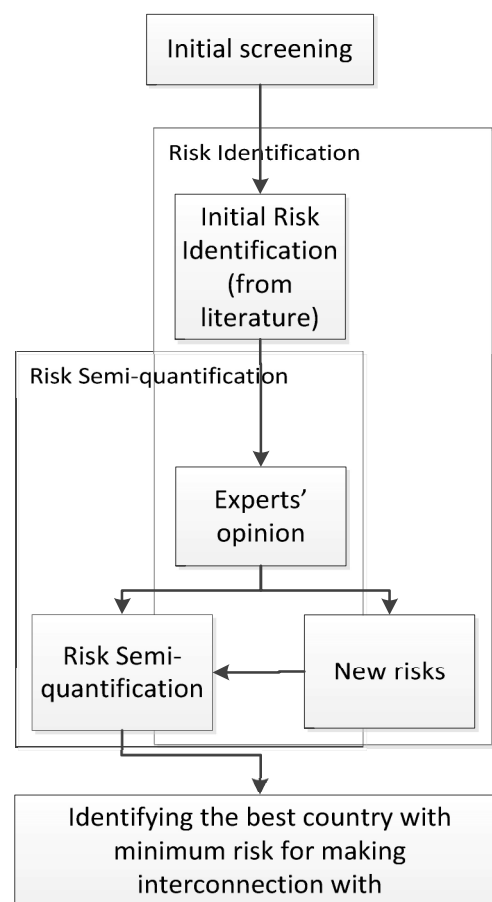 Initial screening
Risk Identification
Initial Risk
Identification
(from
literature)
Risk Semi-quantification
Experts’
opinion
Risk Semi-
quantification
New risks
Identifying the best country with
minimum risk for making
interconnection with